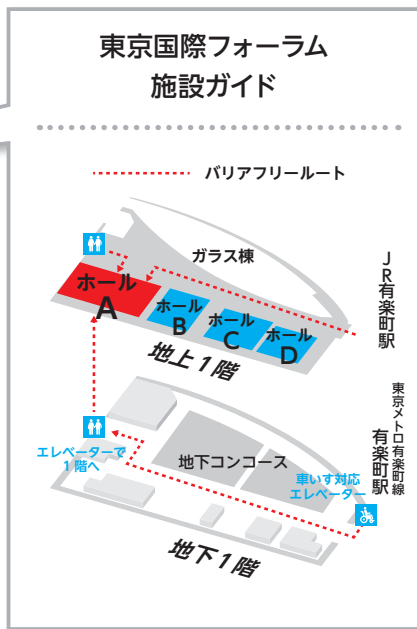 東京国際フォーラム
施設ガイド
バリアフリールート
ガラス棟
JR有楽町駅
ホール
A
ホール
B
ホール
C
ホール
D
地上1階
東京メトロ有楽町線
有楽町駅
エレベーターで
1階へ
地下コンコース
車いす対応
エレベーター
地下1階